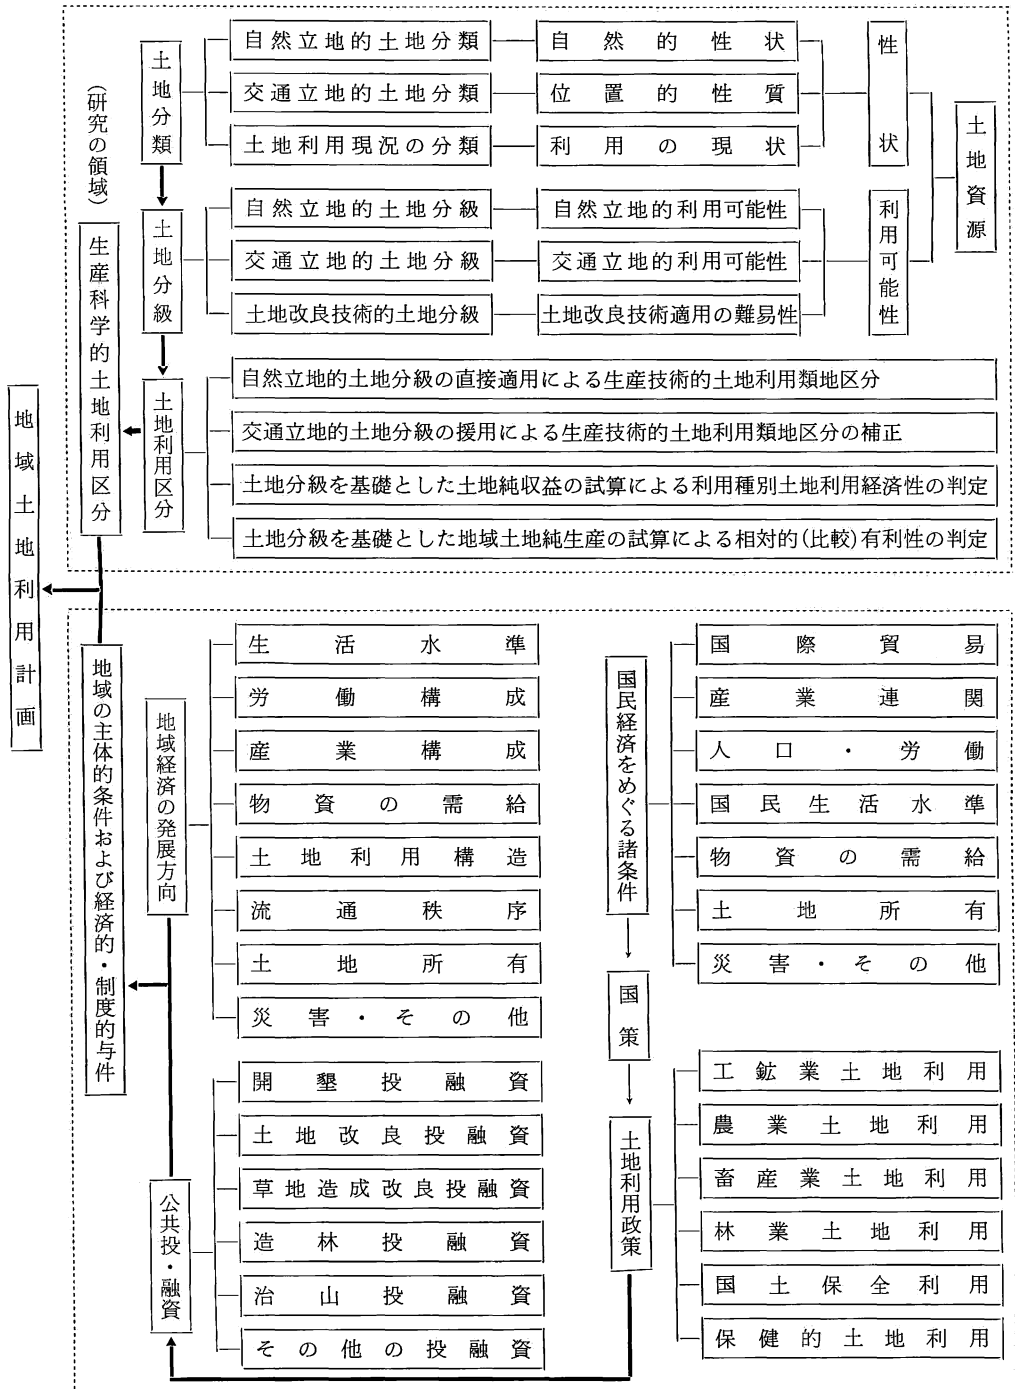 地域土地利用計画
(研究の領域)
生産科学的土地利用区分
土地分類
自然立地的土地分類
自然的性状
交通立地的土地分類
位置的性質
土地利用現況の分類
利用の現状
性状
土地資源
土地分級
自然立地的土地分級
自然立地的利用可能性
交通立地的土地分級
交通立地的利用可能性
土地改良技術的土地分級
土地改良技術適用の難易性
利用可能性
土地利用区分
自然立地的土地分級の直接適用による生産技術的土地利用類地区分
交通立地的土地分級の援用による生産技術的土地利用類地区分の補正
土地分級を基礎とした土地純収益の試算による利用種別土地利用経済性の判定
土地分級を基礎とした地域土地純生産の試算による相対的(比較)有利性の判定
地域の主体的条件および経済的・制度的与件
地域経済の発展方向
生活水準
労働構成
産業構成
物資の需給
土地利用構造
流通秩序
土地所有
災害・その他
公共投・融資
開墾投融資
土地改良投融資
草地造成改良投融資
造林投融資
治山投融資
その他の投融資
国民経済をめぐる諸条件
国際貿易
産業連関
人口・労働
国民生活水準
物資の需給
土地所有
災害・その他
国策
土地利用政策
工鉱業土地利用
農業土地利用
畜産業土地利用
林業土地利用
国土保全利用
保健的土地利用